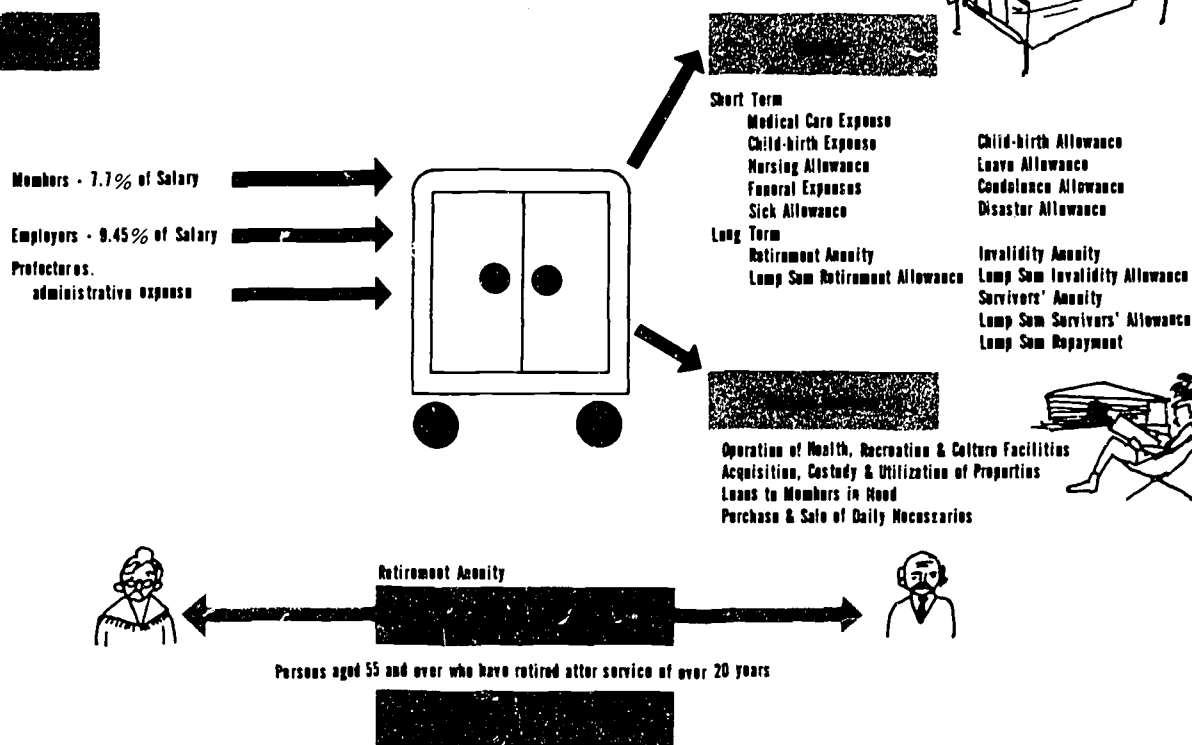 Members - 7.7% of Salary
Employers - 9.45% of Salary
Prefectures.
administrative expense
Short Term
Medical Care Expense
Child-birth Expense
Nursing Allowance
Funeral Expenses
Sick Allowance
Child-birth Allowance
Leave Allowance
Condolence Allowance
Disaster Allowance
Long Term
Retirement Annuity
Lump Sum Retirement Allowance
Invalidity Annuity
Lump Sum Invalidity Allowance
Survivers' Annuity
Lump Sum Survivers' Allowance
Lump Sum Repayment
Operation of Health, Recreation & Culture Facilities
Acquisition, Custody & Utilization of Properties
Loans to Members in Need
Purchase & Sale of Daily Necessaries
Retirement Annuity
Persons aged 55 and over who have retired after service of over 20 years